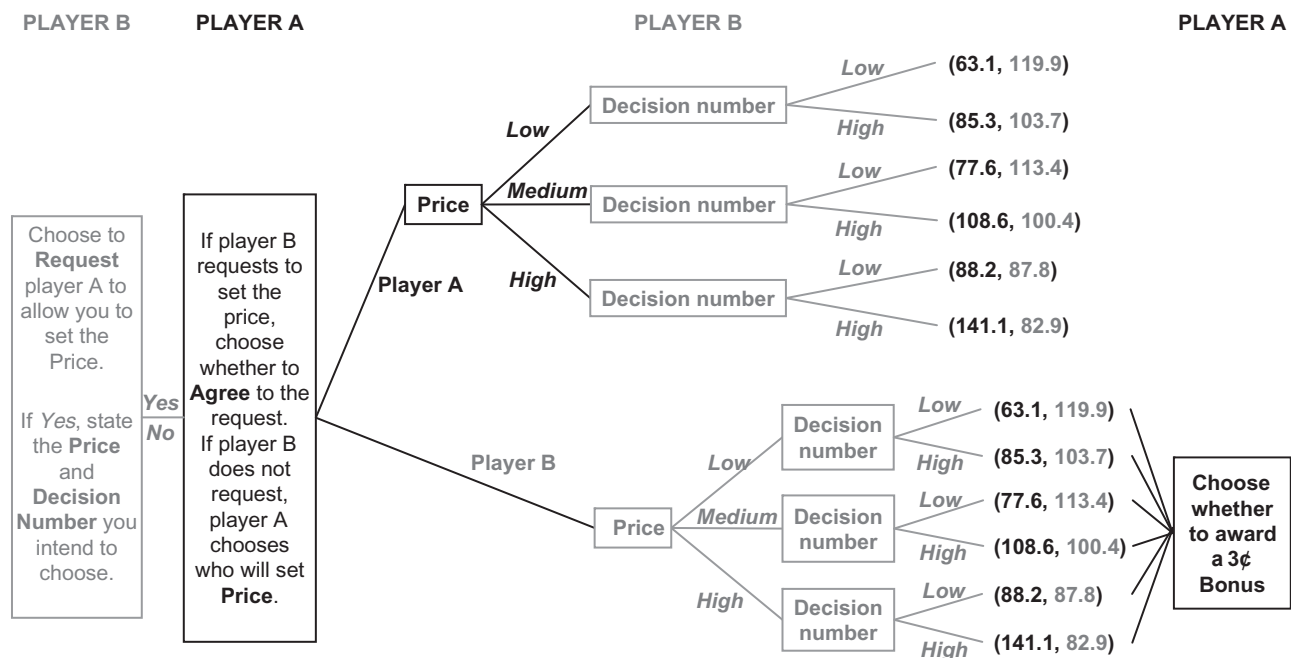 PLAYER B
PLAYER A
PLAYER B
PLAYER A
Choose to
Request
player A to
allow you to
set the
Price.
If Yes, state
the Price
and
Decision
Number you
intend to
choose.
Yes
No
If player B
requests to
set the
price,
choose
whether to
Agree to the
request.
If player B
does not
request,
player A
chooses
who will set
Price.
Player A
Price
Low
Medium
High
Decision number
Low
(63.1, 119.9)
High
(85.3, 103.7)
Decision number
Low
(77.6, 113.4)
High
(108.6, 100.4)
Decision number
Low
(88.2, 87.8)
High
(141.1, 82.9)
Player B
Price
Low
Medium
High
Decision
number
Low
(63.1, 119.9)
High
(85.3, 103.7)
Decision
number
Low
(77.6, 113.4)
High
(108.6, 100.4)
Decision
number
Low
(88.2, 87.8)
High
(141.1, 82.9)
Choose
whether
to award
a 3¢
Bonus